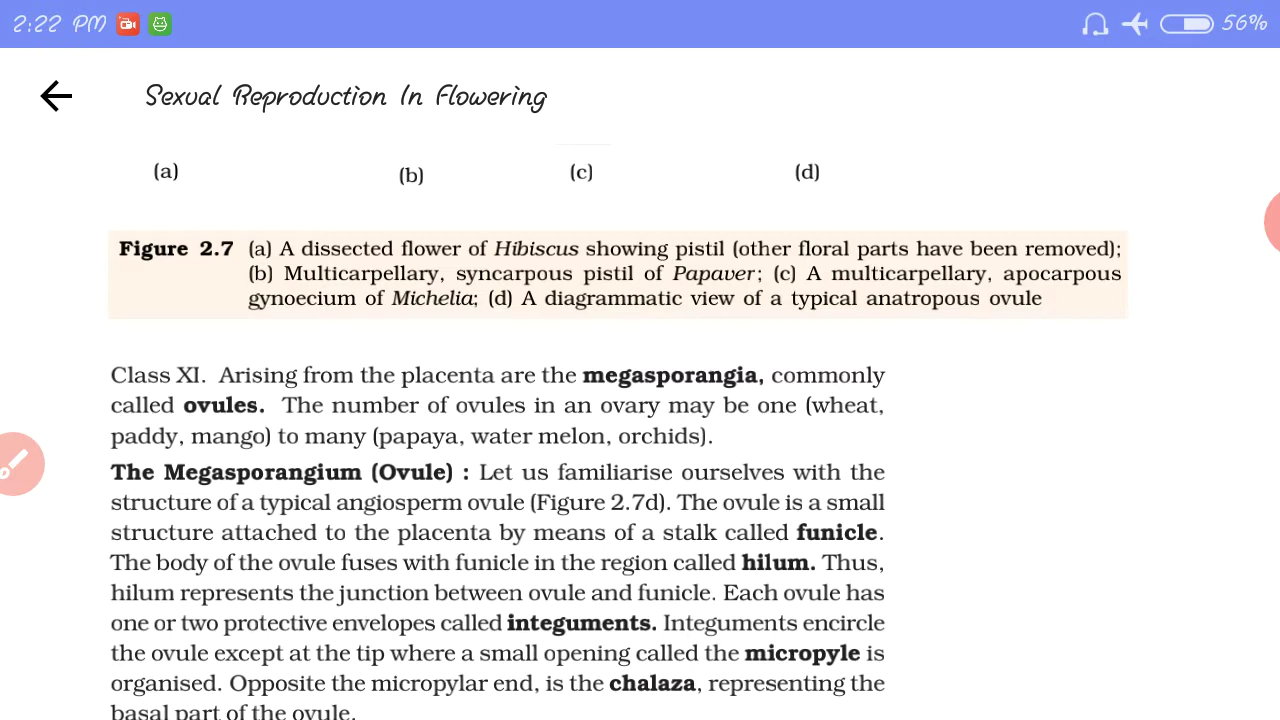 2:22 PM 56%
Sexual Reproduction In Flowering
(a) (b) (c) (d)
Figure 2.7 (a) A dissected flower of Hibiscus showing pistil (other floral parts have been removed);
(b) Multicarpellary, syncarpous pistil of Papaver; (c) A multicarpellary, apocarpous
gynoecium of Michelia; (d) A diagrammatic view of a typical anatropous ovule
Class XI. Arising from the placenta are the megasporangia, commonly
called ovules. The number of ovules in an ovary may be one (wheat,
paddy, mango) to many (papaya, water melon, orchids).
The Megasporangium (Ovule) : Let us familiarise ourselves with the
structure of a typical angiosperm ovule (Figure 2.7d). The ovule is a small
structure attached to the placenta by means of a stalk called funicle.
The body of the ovule fuses with funicle in the region called hilum. Thus,
hilum represents the junction between ovule and funicle. Each ovule has
one or two protective envelopes called integuments. Integuments encircle
the ovule except at the tip where a small opening called the micropyle is
organised. Opposite the micropylar end, is the chalaza, representing the
basal part of the ovule.